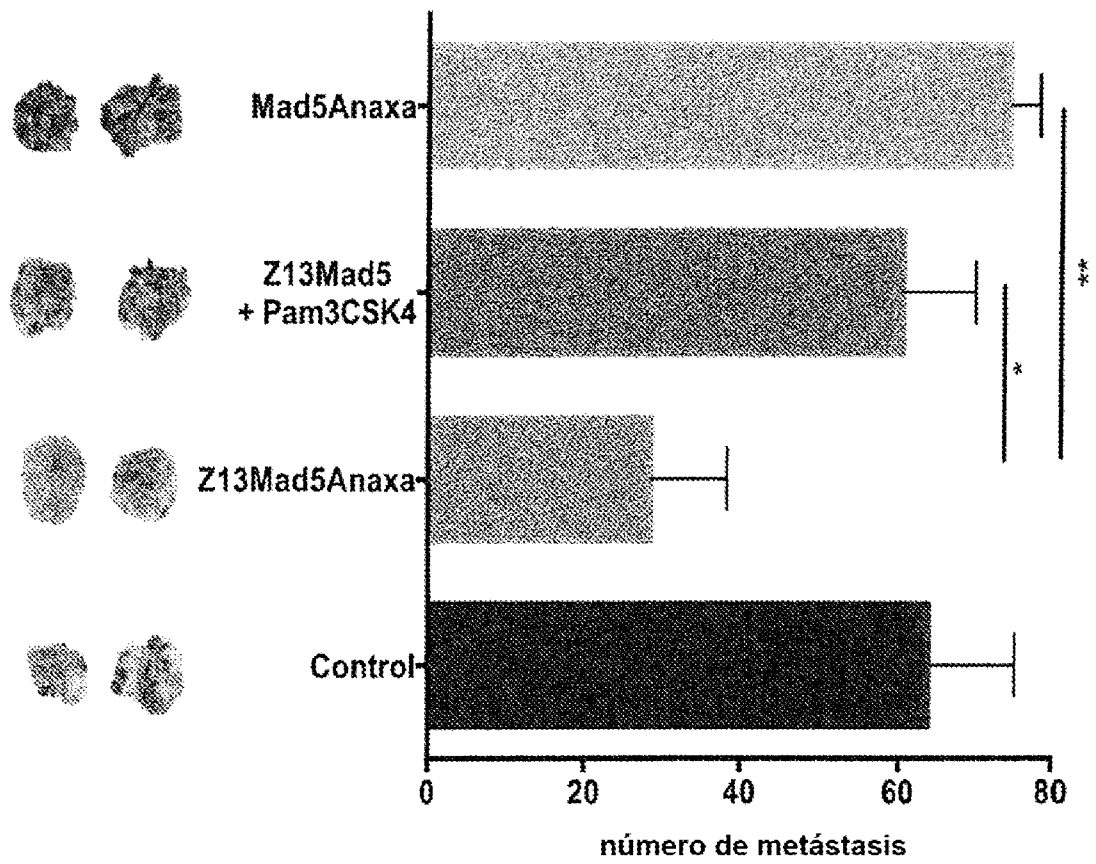 Mad5Anaxa
**
Z13Mad5
+ Pam3CSK4
*
Z13Mad5Anaxa
Control
0 20 40 60 80
número de metástasis